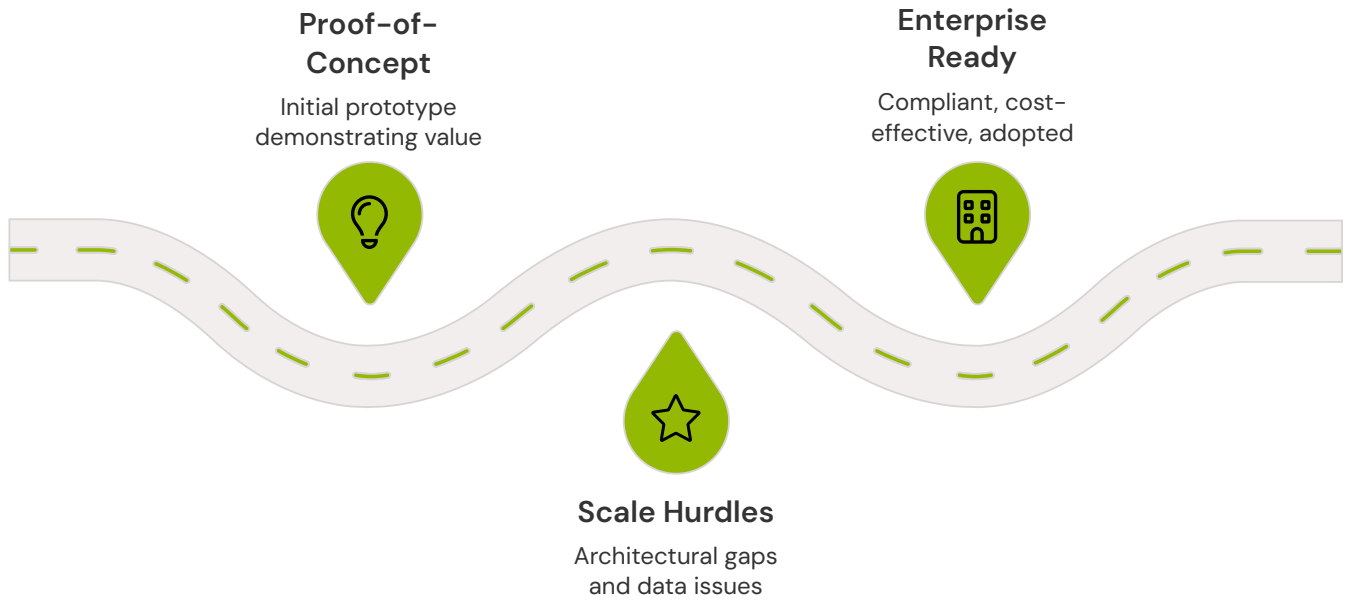 Proof-of-
Concept
Initial prototype
demonstrating value
Scale Hurdles
Architectural gaps
and data issues
Enterprise
Ready
Compliant, cost-
effective, adopted